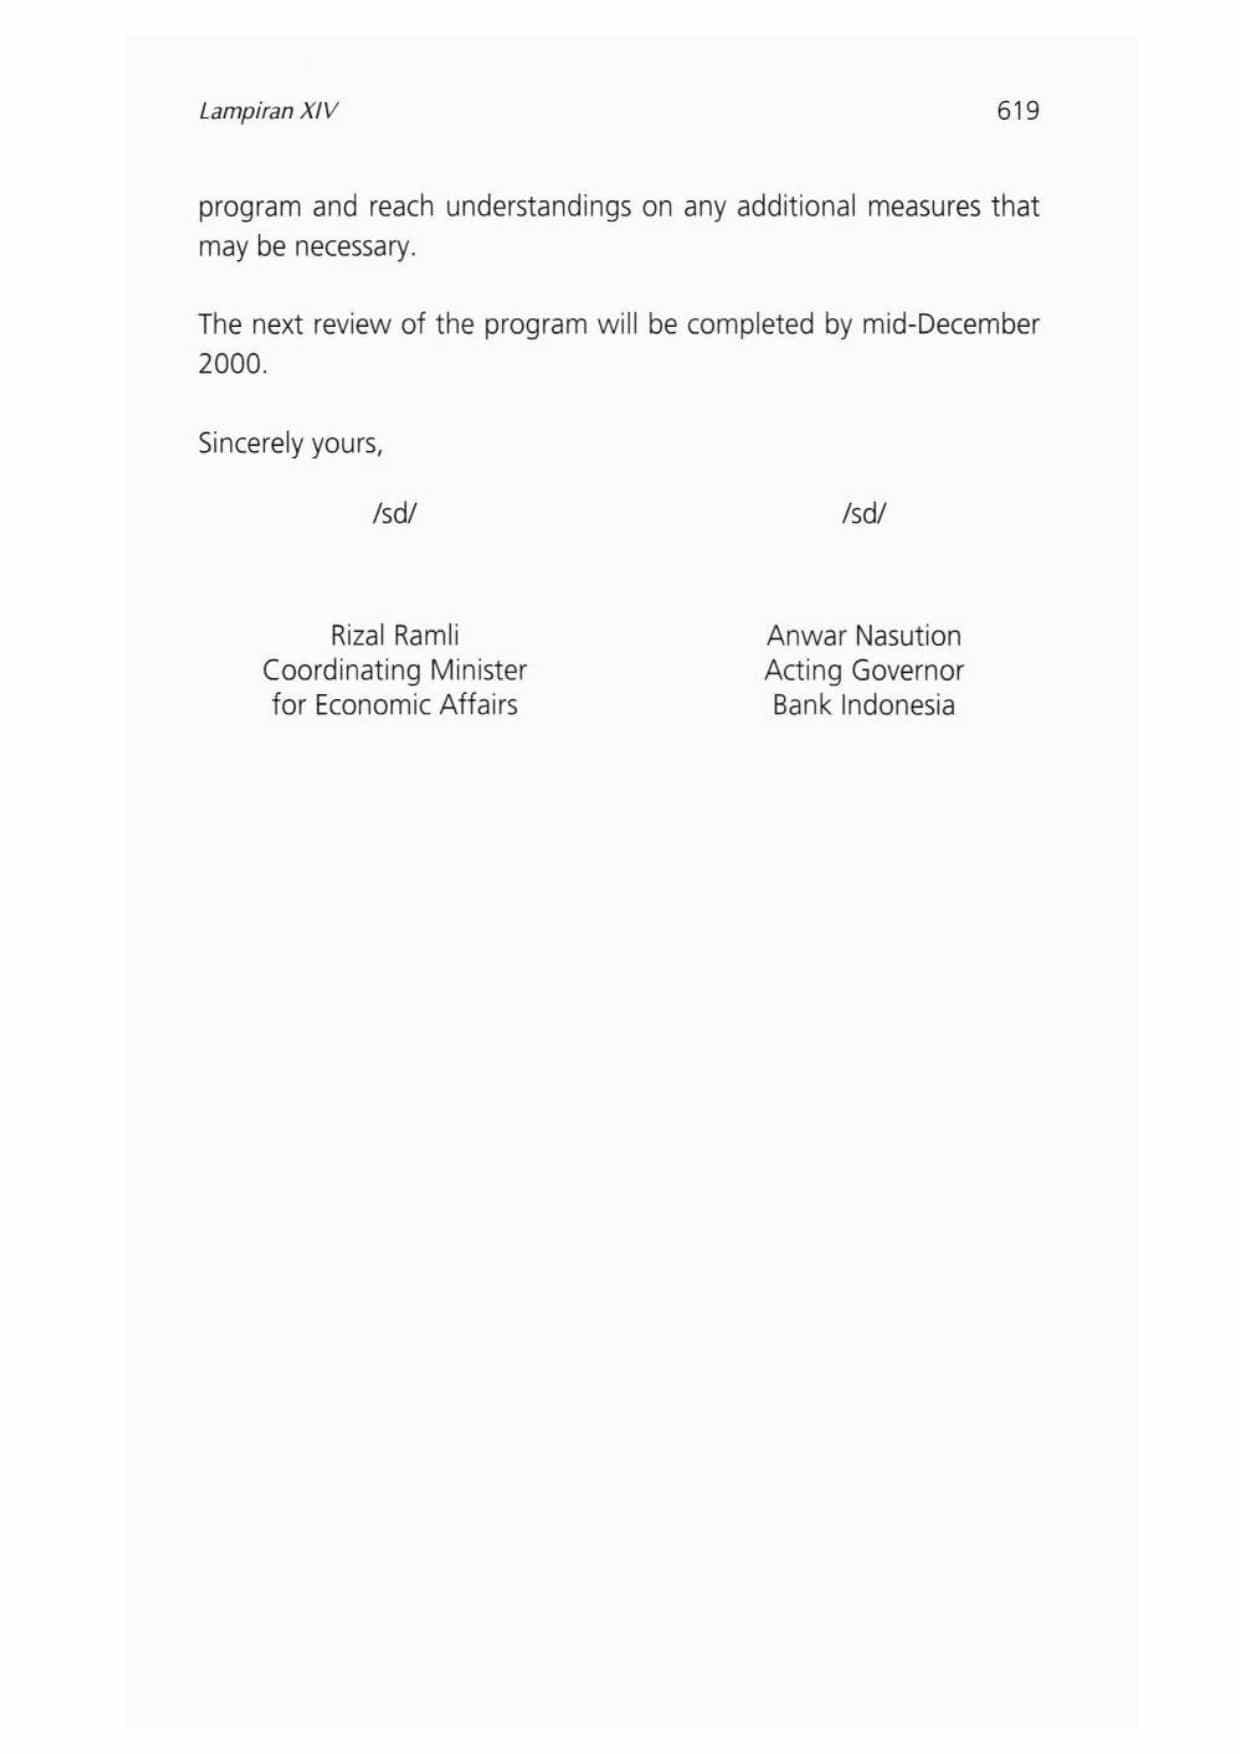 Lampiran XIV 619
program and reach understandings on any additional measures that
may be necessary.
The next review of the program will be completed by mid-December
2000.
Sincerely yours,
/sd/ /sd/
Rizal Ramli Anwar Nasution
Coordinating Minister Acting Governor
for Economic Affairs Bank Indonesia